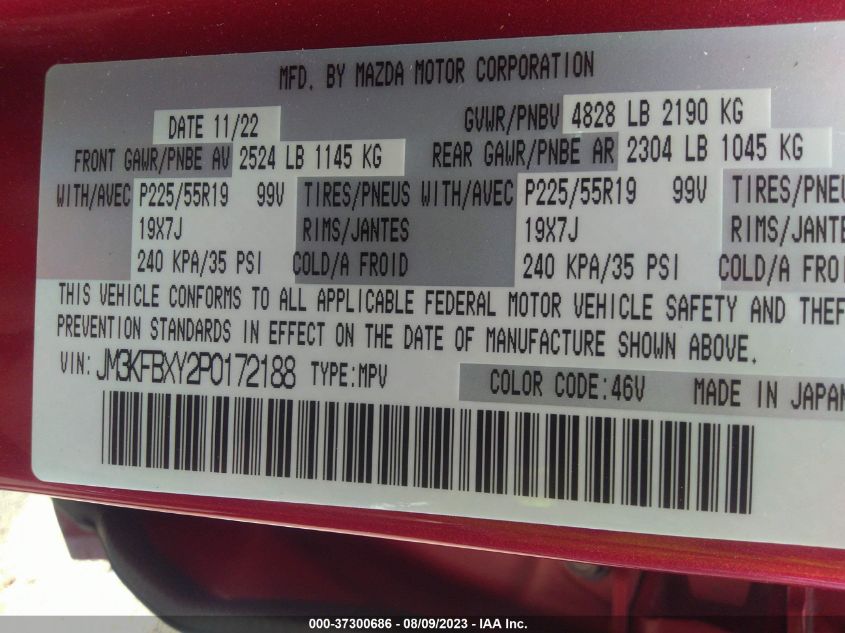 MFD. BY MAZDA MOTOR CORPORATION
DATE 11/22 GVWR/PNBV 4828 LB 2190 KG
FRONT GAWR/PNBE AV 2524 LB 1145 KG REAR GAWR/PNBE AR 2304 LB 1045 KG
WITH/AVEC P225/55R19 99V TIRES/PNEUS WITH/AVEC P225/55R19 99V TIRES/PNEU
19X7J RIMS/JANTES 19X7J RIMS/JANTES
240 KPA/35 PSI COLD/A FROID 240 KPA/35 PSI COLD/A FROI
THIS VEHICLE CONFORMS TO ALL APPLICABLE FEDERAL MOTOR VEHICLE SAFETY AND THEF
PREVENTION STANDARDS IN EFFECT ON THE DATE OF MANUFACTURE SHOWN ABOVE.
VIN: JM3KFBXY2P0172188 TYPE:MPV COLOR CODE:46V MADE IN JAPAN
000-37300686 - 08/09/2023 - IAA Inc.